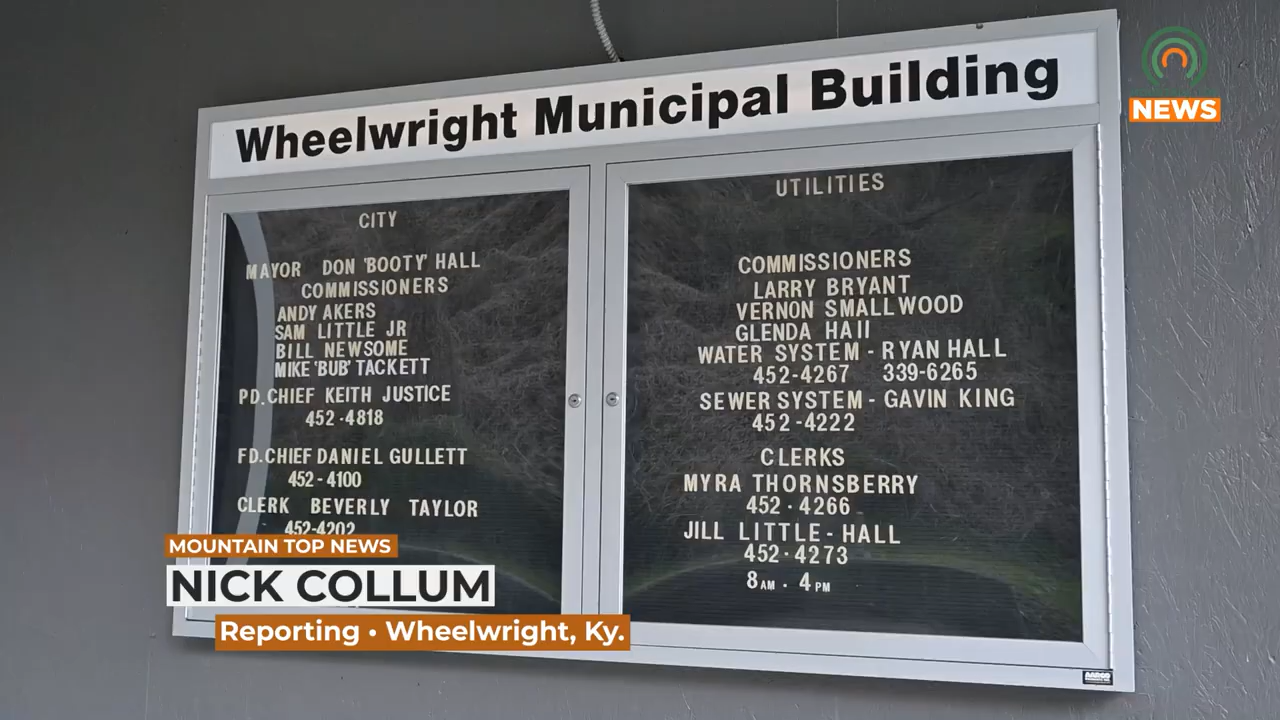 NEWS
Wheelwright Municipal Building
CITY
MAYOR DON 'BOOTY' HALL
COMMISSIONERS
ANDY AKERS
SAM LITTLE JR
BILL NEWSOME
MIKE 'BUB' TACKETT
PD.CHIEF KEITH JUSTICE
452-4818
FD.CHIEF DANIEL GULLETT
452-4100
CLERK BEVERLY TAYLOR
452-4202
UTILITIES
COMMISSIONERS
LARRY BRYANT
VERNON SMALLWOOD
GLENDA HAII
WATER SYSTEM - RYAN HALL
452-4267 339-6265
SEWER SYSTEM - GAVIN KING
452-4222
CLERKS
MYRA THORNSBERRY
452-4266
JILL LITTLE-HALL
452-4273
8AM - 4PM
MOUNTAIN TOP NEWS
NICK COLLUM
Reporting • Wheelwright, Ky.